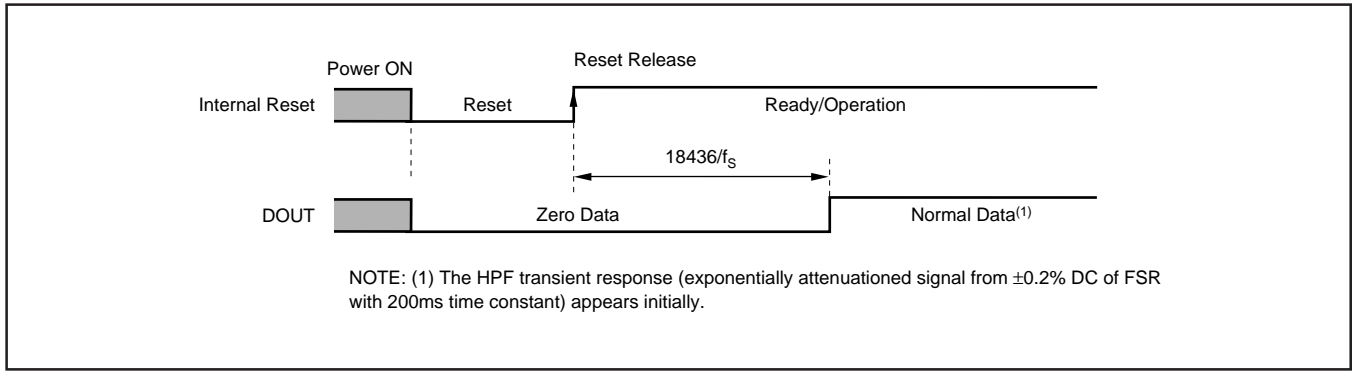 Power ON
Reset Release
Internal Reset
Reset
Ready/Operation
18436/fS
DOUT
Zero Data
Normal Data(1)
NOTE: (1) The HPF transient response (exponentially attenuationed signal from ±0.2% DC of FSR
with 200ms time constant) appears initially.